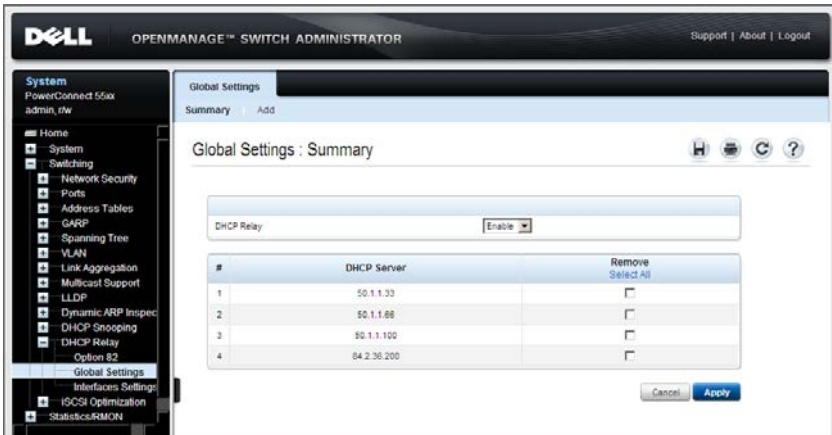 DELL OPENMANAGE™ SWITCH ADMINISTRATOR Support | About | Logout
System
PowerConnect 55xx
admin, r/w
Home
System
Switching
Network Security
Ports
Address Tables
GARP
Spanning Tree
VLAN
Link Aggregation
Multicast Support
LLDP
Dynamic ARP Inspec
DHCP Snooping
DHCP Relay
Option 82
Global Settings
Interfaces Settings
iSCSI Optimization
Statistics/RMON
Global Settings
Summary Add
Global Settings : Summary
DHCP Relay Enable
# DHCP Server Remove
Select All
1 50.1.1.33
2 50.1.1.66
3 50.1.1.100
4 84.2.36.200
Cancel Apply